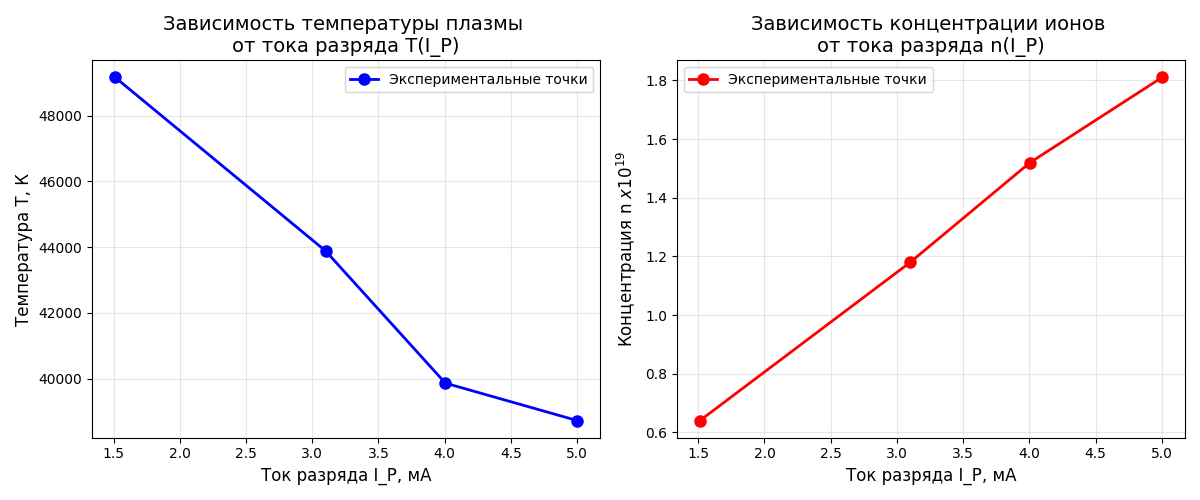 Зависимость температуры плазмы
от тока разряда T(I_P)
Экспериментальные точки
48000
46000
44000
42000
40000
Температура T, К
1.5 2.0 2.5 3.0 3.5 4.0 4.5 5.0
Ток разряда I_P, мА
Зависимость концентрации ионов
от тока разряда n(I_P)
Экспериментальные точки
1.8
1.6
1.4
1.2
1.0
0.8
0.6
Концентрация n x10¹⁹
1.5 2.0 2.5 3.0 3.5 4.0 4.5 5.0
Ток разряда I_P, мА